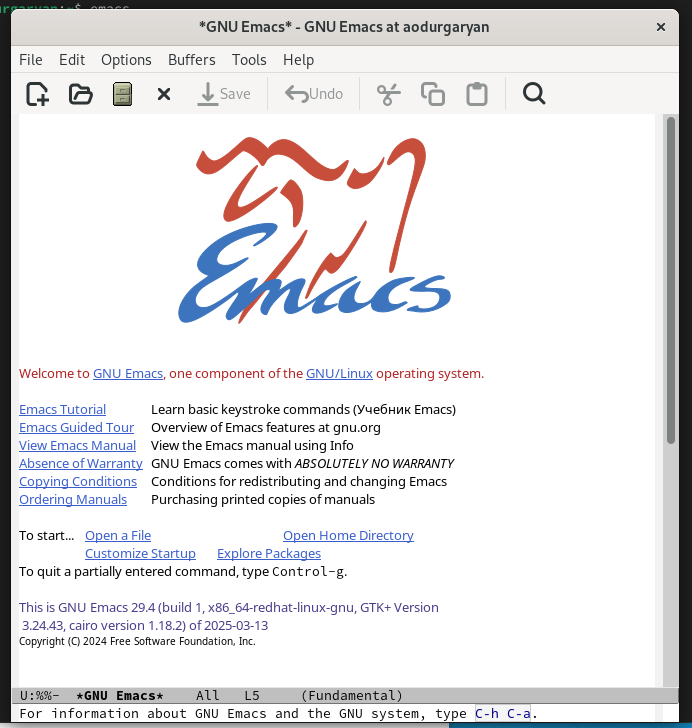 *GNU Emacs* - GNU Emacs at aodurgaryan
File Edit Options Buffers Tools Help
Save Undo
Emacs
Welcome to GNU Emacs, one component of the GNU/Linux operating system.
Emacs Tutorial Learn basic keystroke commands (Учебник Emacs)
Emacs Guided Tour Overview of Emacs features at gnu.org
View Emacs Manual View the Emacs manual using Info
Absence of Warranty GNU Emacs comes with ABSOLUTELY NO WARRANTY
Copying Conditions Conditions for redistributing and changing Emacs
Ordering Manuals Purchasing printed copies of manuals
To start... Open a File Open Home Directory
Customize Startup Explore Packages
To quit a partially entered command, type Control-g.
This is GNU Emacs 29.4 (build 1, x86_64-redhat-linux-gnu, GTK+ Version
3.24.43, cairo version 1.18.2) of 2025-03-13
Copyright (C) 2024 Free Software Foundation, Inc.
U:%%- *GNU Emacs* All L5 (Fundamental)
For information about GNU Emacs and the GNU system, type C-h C-a.